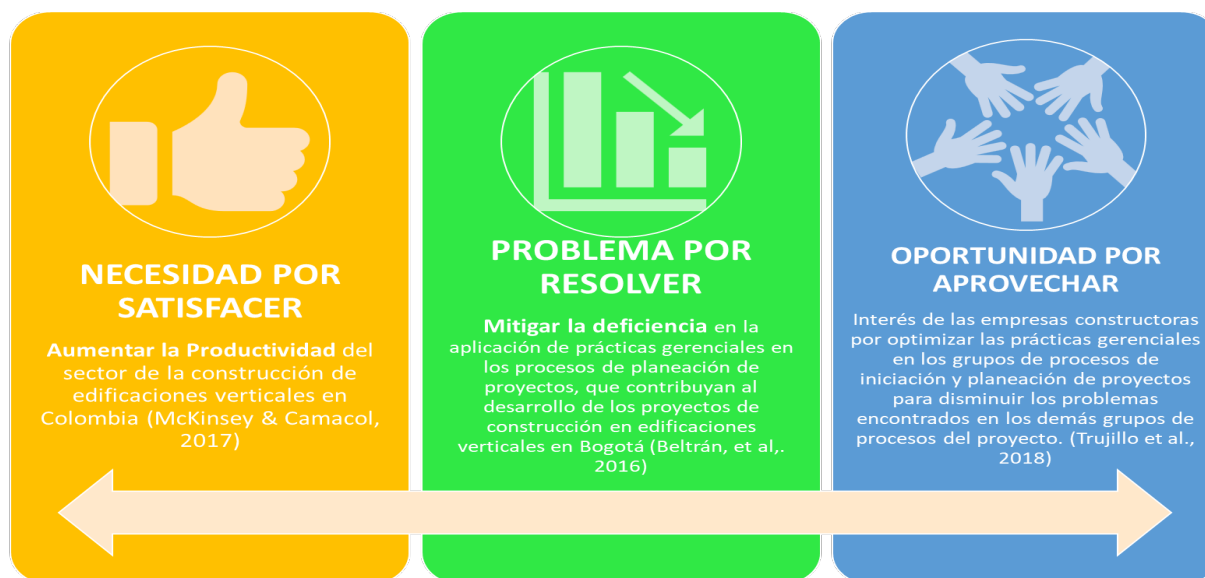 NECESIDAD POR
SATISFACER
Aumentar la Productividad del
sector de la construcción de
edificaciones verticales en
Colombia (McKinsey & Camacol,
2017)
PROBLEMA POR
RESOLVER
Mitigar la deficiencia en la
aplicación de prácticas gerenciales en
los procesos de planeación de
proyectos, que contribuyan al
desarrollo de los proyectos de
construcción en edificaciones
verticales en Bogotá (Beltrán, et al,.
2016)
OPORTUNIDAD POR
APROVECHAR
Interés de las empresas constructoras
por optimizar las prácticas gerenciales
en los grupos de procesos de
iniciación y planeación de proyectos
para disminuir los problemas
encontrados en los demás grupos de
procesos del proyecto. (Trujillo et al.,
2018)